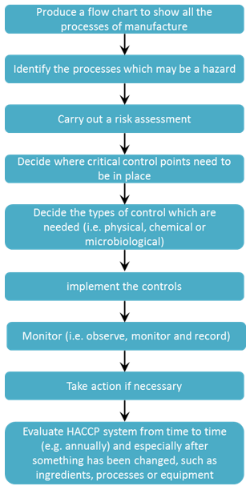 Produce a flow chart to show all the
processes of manufacture
Identify the processes which may be a hazard
Carry out a risk assessment
Decide where critical control points need to
be in place
Decide the types of control which are
needed (i.e. physical, chemical or
microbiological)
implement the controls
Monitor (i.e. observe, monitor and record)
Take action if necessary
Evaluate HACCP system from time to time
(e.g. annually) and especially after
something has been changed, such as
ingredients, processes or equipment